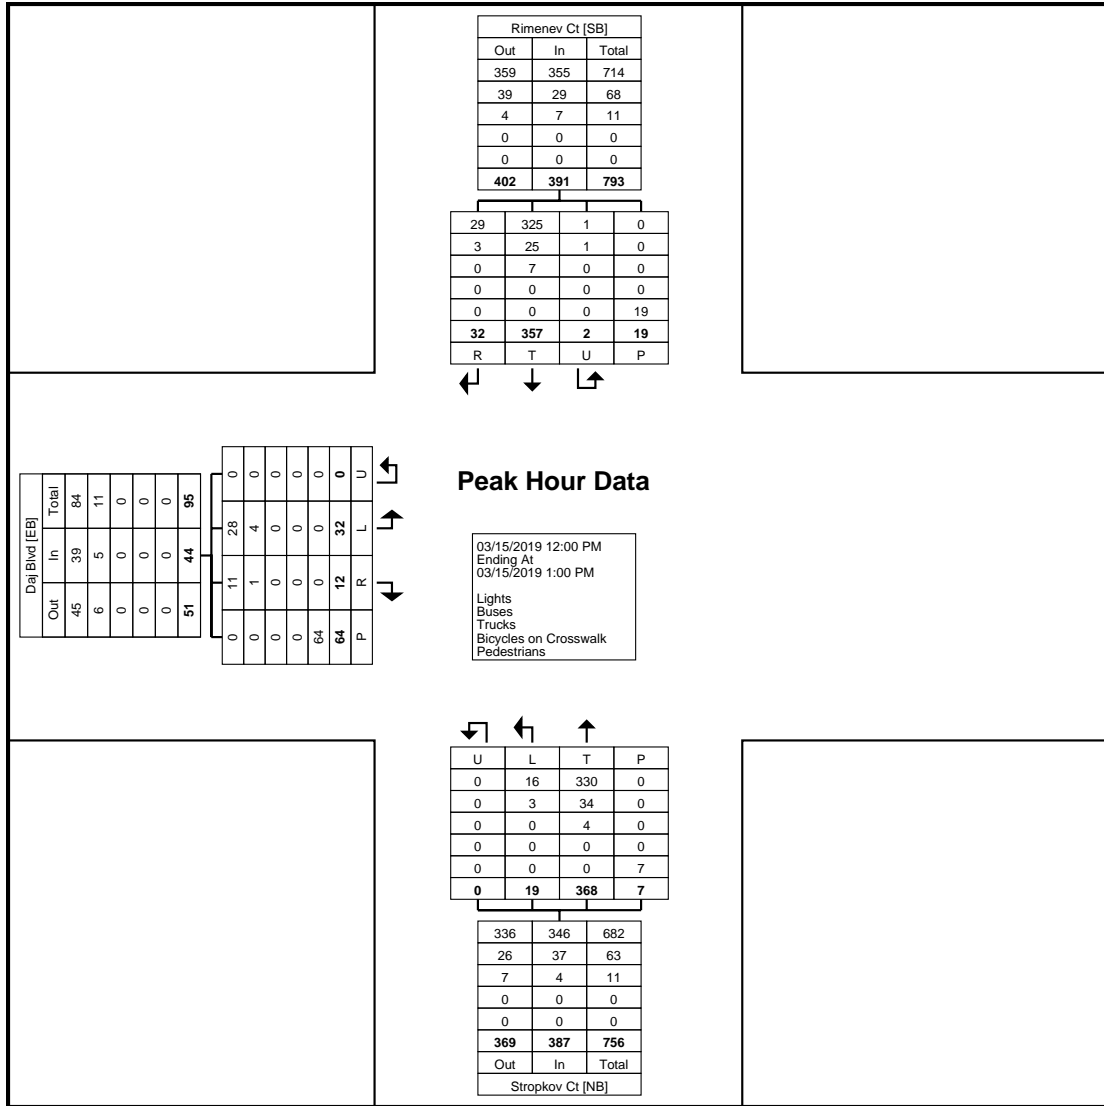 Rimenev Ct [SB]
Out In Total
359 355 714
39 29 68
4 7 11
0 0 0
0 0 0
402 391 793
29 325 1 0
3 25 1 0
0 7 0 0
0 0 0 0
0 0 0 19
32 357 2 19
R T U P
Daj Blvd [EB]
Out In Total
45 39 84
6 5 11
0 0 0
0 0 0
0 0 0
51 44 95
0 11 28 0
0 1 4 0
0 0 0 0
0 0 0 0
64 0 0 0
64 12 32 0
P R L U
Peak Hour Data
03/15/2019 12:00 PM
Ending At
03/15/2019 1:00 PM
Lights
Buses
Trucks
Bicycles on Crosswalk
Pedestrians
U L T P
0 16 330 0
0 3 34 0
0 0 4 0
0 0 0 0
0 0 0 7
0 19 368 7
336 346 682
26 37 63
7 4 11
0 0 0
0 0 0
369 387 756
Out In Total
Stropkov Ct [NB]